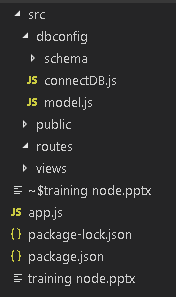 src
dbconfig
schema
JS connectDB.js
JS model.js
public
routes
views
~$training node.pptx
JS app.js
{} package-lock.json
{} package.json
training node.pptx